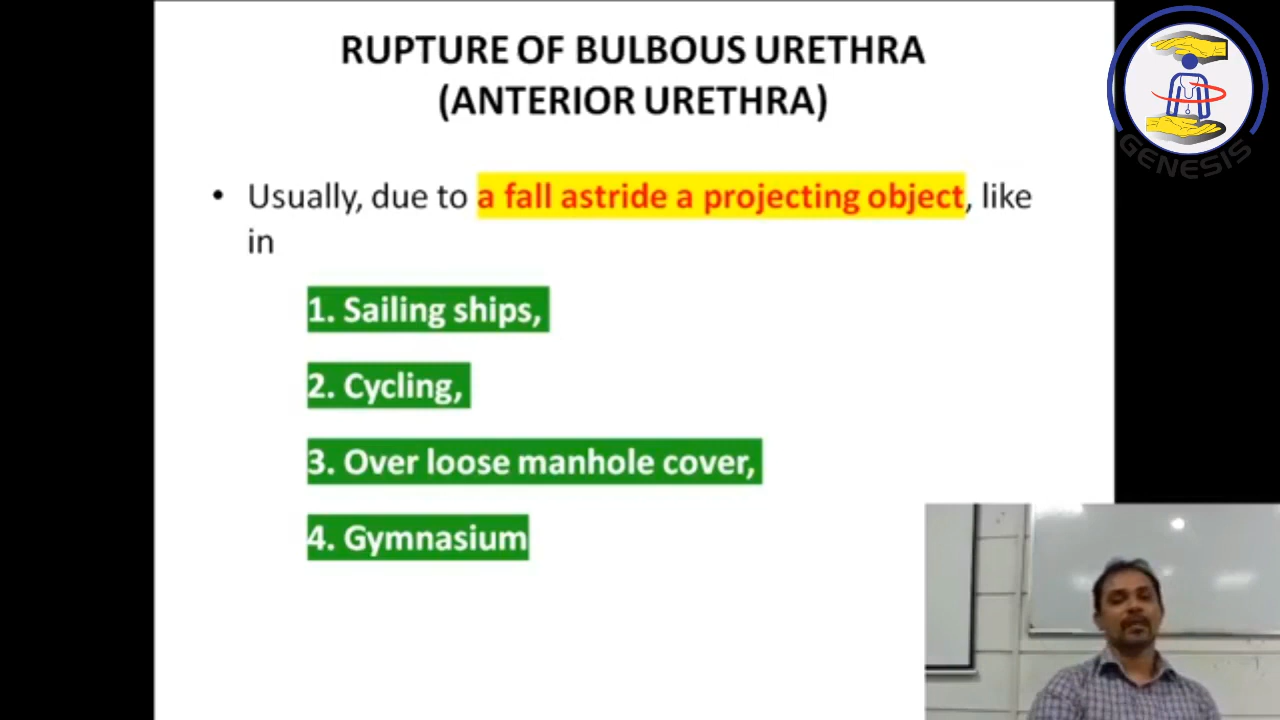 RUPTURE OF BULBOUS URETHRA
(ANTERIOR URETHRA)
• Usually, due to a fall astride a projecting object, like
in
1. Sailing ships,
2. Cycling,
3. Over loose manhole cover,
4. Gymnasium
GENESIS